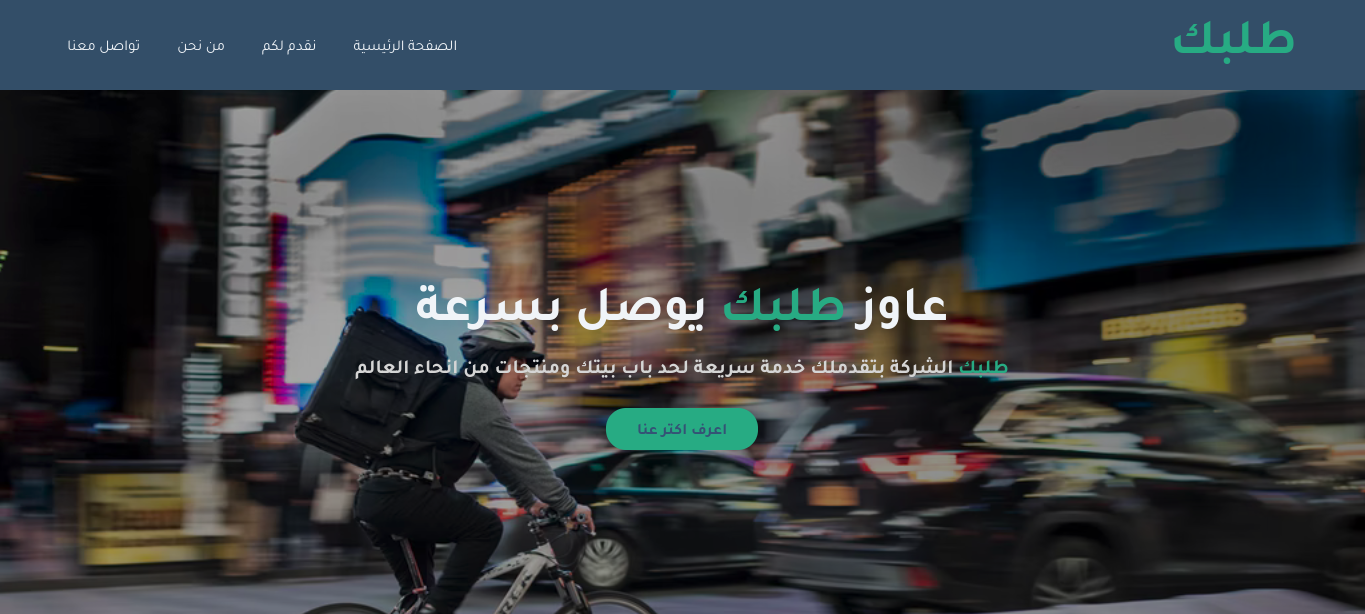 طلبك
الصفحة الرئيسية
نقدم لكم
من نحن
تواصل معنا
عاوز طلبك يوصل بسرعة
طلبك الشركة بتقدملك خدمة سريعة لحد باب بيتك ومنتجات من انحاء العالم
اعرف اكتر عنا